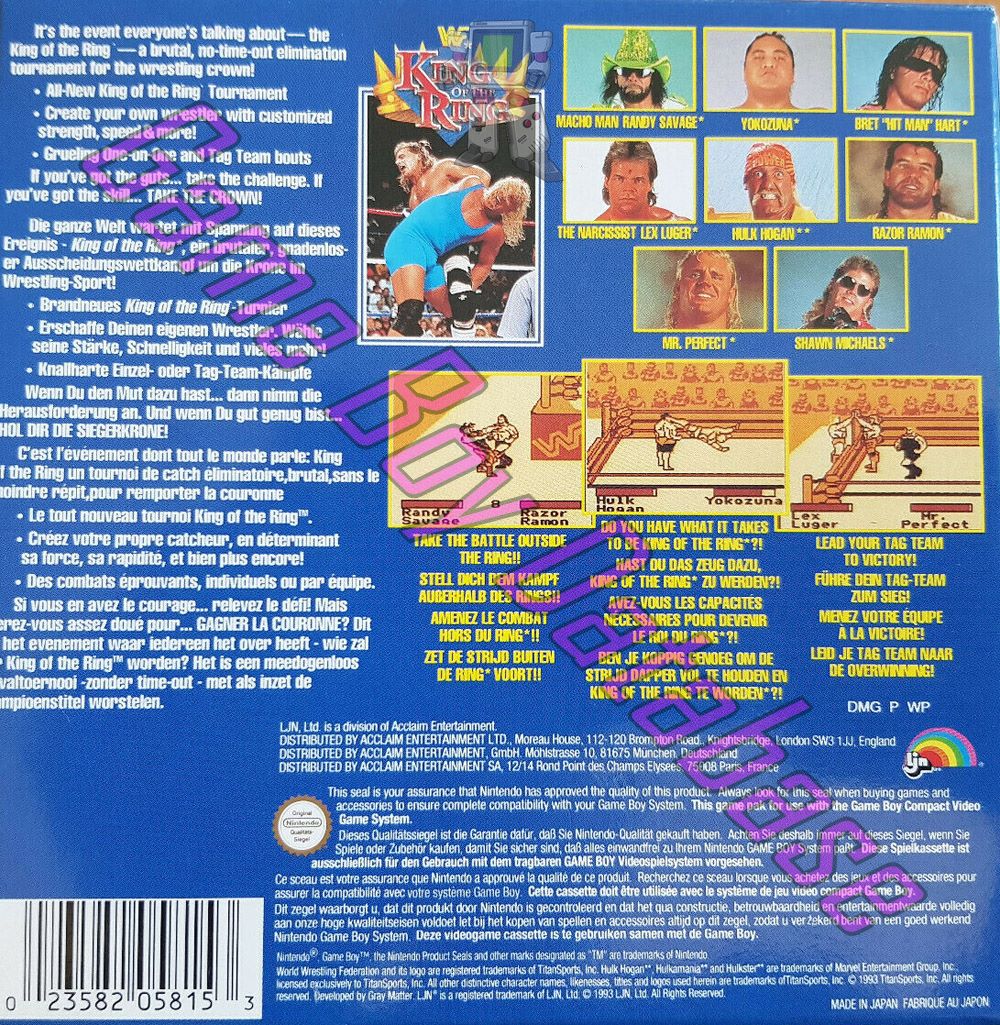 It's the event everyone's talking about — the
King of the Ring™ — a brutal, no-time-out elimination
tournament for the wrestling crown!
• All-New King of the Ring™ Tournament
• Create your own wrestler with customized
strength, speed & more!
• Grueling One-on-One and Tag Team bouts
If you've got the guts... take the challenge. If
you've got the skill... TAKE THE CROWN!
Die ganze Welt wartet mit Spannung auf dieses
Ereignis - King of the Ring™, ein brutaler, gnadenlos-
er Ausscheidungswettkampf um die Krone im
Wrestling-Sport!
• Brandneues King of the Ring™-Turnier
• Erschaffe Deinen eigenen Wrestler. Wähle
seine Stärke, Schnelligkeit und vieles mehr!
• Knallharte Einzel- oder Tag-Team-Kämpfe
Wenn Du den Mut dazu hast... dann nimm die
Herausforderung an. Und wenn Du gut genug bist...
HOL DIR DIE SIEGERKRONE!
C'est l'événement dont tout le monde parle: King
of the Ring un tournoi de catch éliminatoire,brutal,sans le
moindre répit,pour remporter la couronne
• Le tout nouveau tournoi King of the Ring™.
• Créez votre propre catcheur, en déterminant
sa force, sa rapidité, et bien plus encore!
• Des combats éprouvants, individuels ou par équipe.
Si vous en avez le courage... relevez le défi! Mais
serez-vous assez doué pour... GAGNER LA COURONNE? Dit
het evenement waar iedereen het over heeft - wie zal
King of the Ring™ worden? Het is een meedogenloos
valtoernooi -zonder time-out - met als inzet de
mpioenstitel worstelen.
WF
KING
OF THE
RING
MACHO MAN RANDY SAVAGE*
YOKOZUNA*
BRET "HIT MAN" HART*
THE NARCISSIST LEX LUGER*
HULK HOGAN**
RAZOR RAMON*
MR. PERFECT*
SHAWN MICHAELS*
Randy
Savage
8
Razor
Ramon
Hulk
Hogan
Yokozuna
Lex
Luger
Mr.
Perfect
TAKE THE BATTLE OUTSIDE
THE RING!!
STELL DICH DEM KAMPF
AUßERHALB DES RINGS!!
AMENEZ LE COMBAT
HORS DU RING*!!
ZET DE STRIJD BUITEN
DE RING* VOORT!!
DO YOU HAVE WHAT IT TAKES
TO BE KING OF THE RING*?!
HAST DU DAS ZEUG DAZU,
KING OF THE RING* ZU WERDEN?!
AVEZ-VOUS LES CAPACITÉS
NÉCESSAIRES POUR DEVENIR
LE ROI DU RING*?!
BEN JE KOPPIG GENOEG OM DE
STRIJD DAPPER VOL TE HOUDEN EN
KING OF THE RING TE WORDEN*?!
LEAD YOUR TAG TEAM
TO VICTORY!
FÜHRE DEIN TAG-TEAM
ZUM SIEG!
MENEZ VOTRE ÉQUIPE
À LA VICTOIRE!
LEID JE TAG TEAM NAAR
DE OVERWINNING!
DMG P WP
LJN, Ltd. is a division of Acclaim Entertainment.
DISTRIBUTED BY ACCLAIM ENTERTAINMENT LTD., Moreau House, 112-120 Brompton Road., Knightsbridge, London SW3 1JJ, England
DISTRIBUTED BY ACCLAIM ENTERTAINMENT, GmbH. Möhlstrasse 10, 81675 München, Deutschland
DISTRIBUTED BY ACCLAIM ENTERTAINMENT SA, 12/14 Rond Point des Champs Elysees, 75008 Paris, France
ljn
Original
Nintendo
Qualitäts-
Siegel
This seal is your assurance that Nintendo has approved the quality of this product. Always look for this seal when buying games and
accessories to ensure complete compatibility with your Game Boy System. This game pak for use with the Game Boy Compact Video
Game System.
Dieses Qualitätssiegel ist die Garantie dafür, daß Sie Nintendo-Qualität gekauft haben. Achten Sie deshalb immer auf dieses Siegel, wenn Sie
Spiele oder Zubehör kaufen, damit Sie sicher sind, daß alles einwandfrei zu Ihrem Nintendo GAME BOY System paßt. Diese Spielkassette ist
ausschließlich für den Gebrauch mit dem tragbaren GAME BOY Videospielsystem vorgesehen.
Ce sceau est votre assurance que Nintendo a approuvé la qualité de ce produit. Recherchez ce sceau lorsque vous achetez des jeux et des accessoires pour
assurer la compatibilité avec votre système Game Boy. Cette cassette doit être utilisée avec le système de jeu vidéo compact Game Boy.
Dit zegel waarborgt u, dat dit produkt door Nintendo is gecontroleerd en dat het qua constructie, betrouwbaarheid en entertainmentwaarde volledig
aan onze hoge kwaliteitseisen voldoet let bij het kopen van spellen en accessoires altijd op dit zegel, zodat u verzekerd bent van een goed werkend
Nintendo Game Boy System. Deze videogame cassette is te gebruiken samen met de Game Boy.
Nintendo®, Game Boy™, the Nintendo Product Seals and other marks designated as "TM" are trademarks of Nintendo
World Wrestling Federation and its logo are registered trademarks of TitanSports, Inc. Hulk Hogan**, Hulkamania** and Hulkster** are trademarks of Marvel Entertainment Group, Inc.,
licensed exclusively to TitanSports, Inc. All other distinctive character names, likenesses, titles and logos used herein are trademarks of TitanSports, Inc. © 1993 TitanSports, Inc. All rights
reserved. Developed by Gray Matter. LJN® is a registered trademark of LJN, Ltd. © 1993 LJN, Ltd. All Rights Reserved.
MADE IN JAPAN FABRIQUE AU JAPON
0 23582 05815 3
Game Boy Database